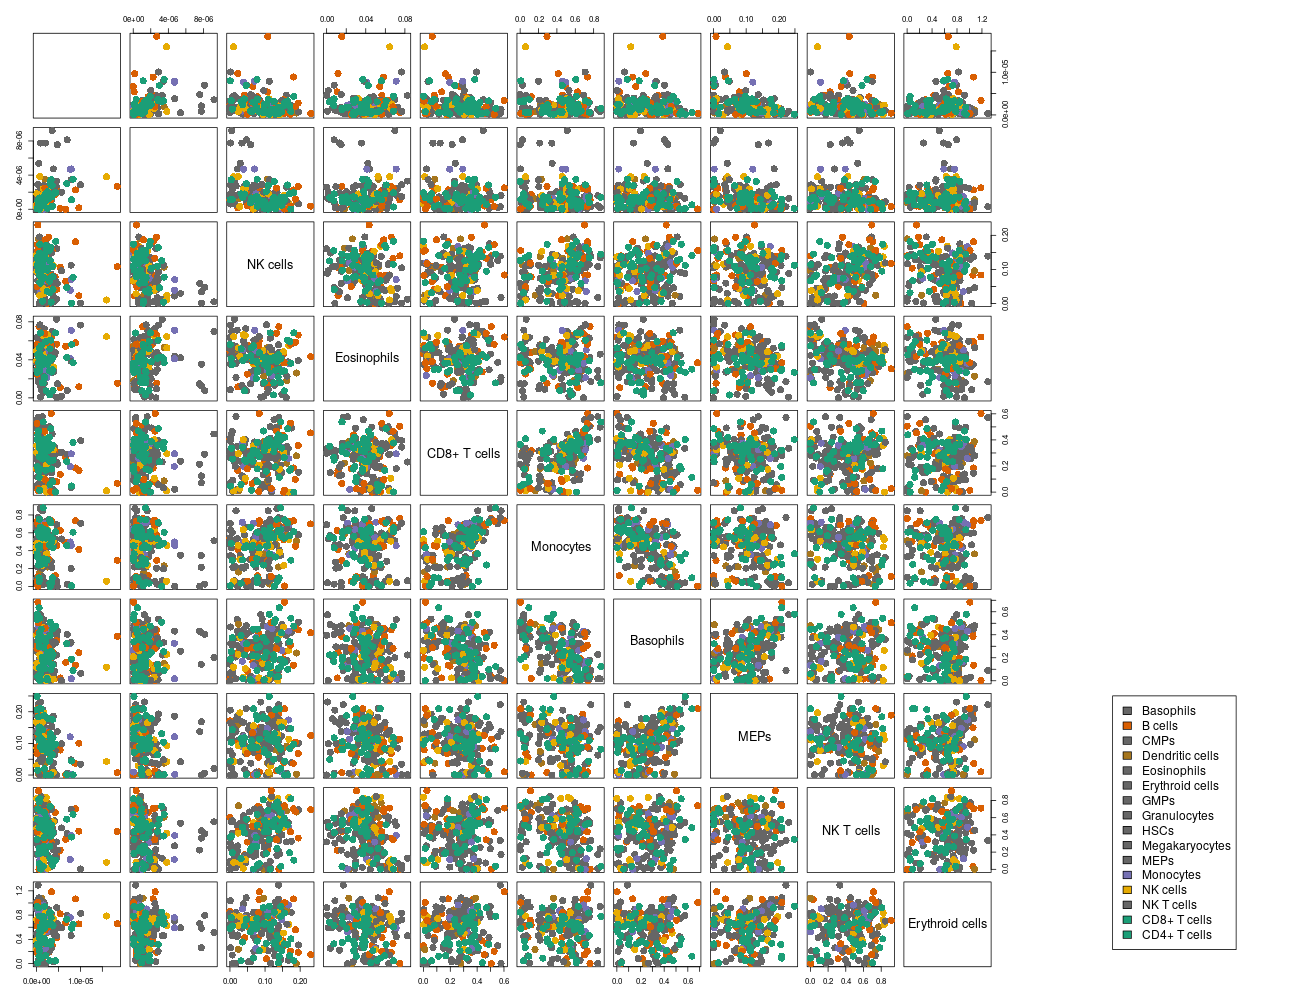 0e+00 4e-06 8e-06 0.00 0.04 0.08 0.0 0.2 0.4 0.6 0.8 0.00 0.10 0.20 0.0 0.4 0.8 1.2
0.0e+00 1.0e-05
0e+00 4e-06 8e-06
NK cells
0.00 0.10 0.20
0.00 0.04 0.08
Eosinophils
CD8+ T cells
0.0 0.2 0.4 0.6
0.0 0.2 0.4 0.6 0.8
Monocytes
Basophils
0.0 0.2 0.4 0.6
0.00 0.10 0.20
MEPs
NK T cells
0.0 0.2 0.4 0.6 0.8
0.0 0.4 0.8 1.2
Erythroid cells
0.0e+00 1.0e-05 0.00 0.10 0.20 0.0 0.2 0.4 0.6 0.0 0.2 0.4 0.6 0.0 0.4 0.8
Basophils
B cells
CMPs
Dendritic cells
Eosinophils
Erythroid cells
GMPs
Granulocytes
HSCs
Megakaryocytes
MEPs
Monocytes
NK cells
NK T cells
CD8+ T cells
CD4+ T cells